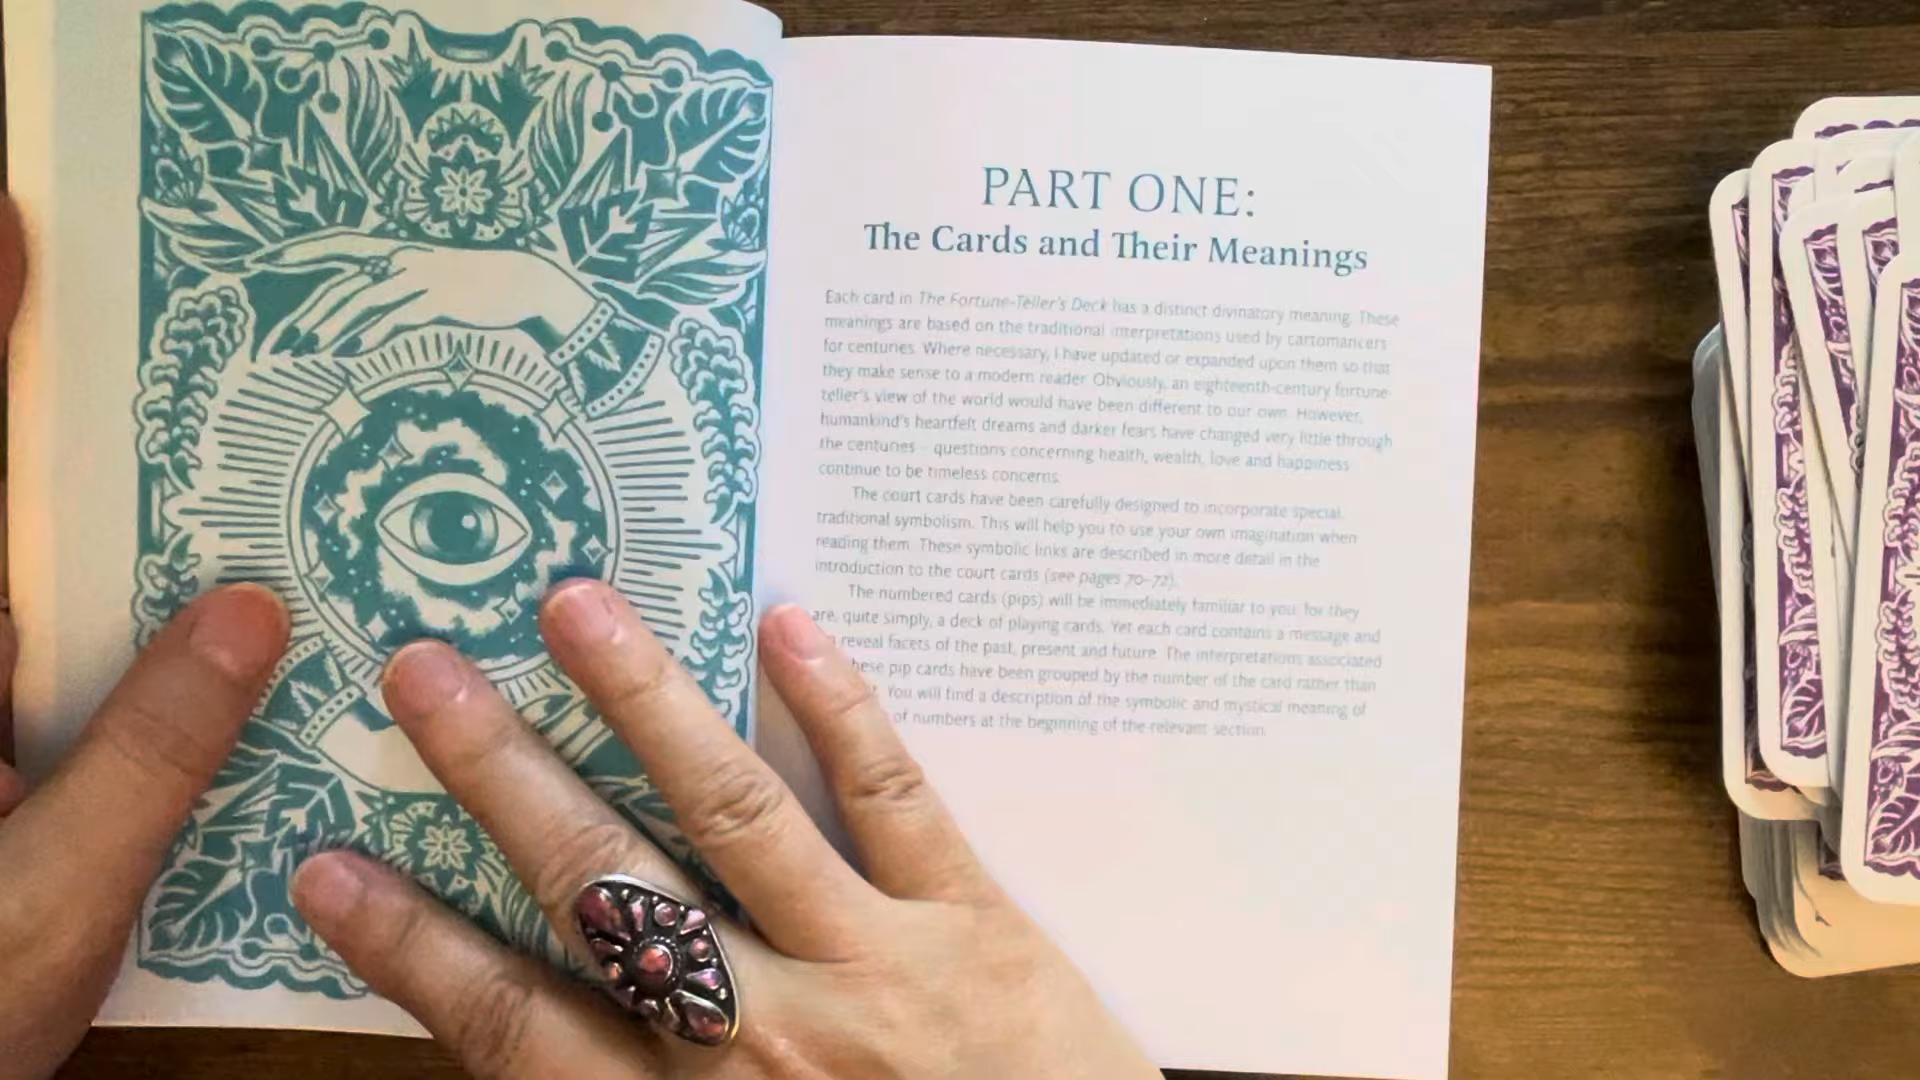 PART ONE:
The Cards and Their Meanings
Each card in The Fortune-Teller's Deck has a distinct divinatory meaning. These
meanings are based on the traditional interpretations used by cartomancers
for centuries. Where necessary, I have updated or expanded upon them so that
they make sense to a modern reader. Obviously, an eighteenth-century fortune-
teller's view of the world would have been different to our own. However,
humankind's heartfelt dreams and darker fears have changed very little through
the centuries – questions concerning health, wealth, love and happiness
continue to be timeless concerns.
The court cards have been carefully designed to incorporate special
traditional symbolism. This will help you to use your own imagination when
reading them. These symbolic links are described in more detail in the
introduction to the court cards (see pages 70–72).
The numbered cards (pips) will be immediately familiar to you, for they
are, quite simply, a deck of playing cards. Yet each card contains a message and
reveal facets of the past, present and future. The interpretations associated
these pip cards have been grouped by the number of the card rather than
You will find a description of the symbolic and mystical meaning of
of numbers at the beginning of the relevant section.